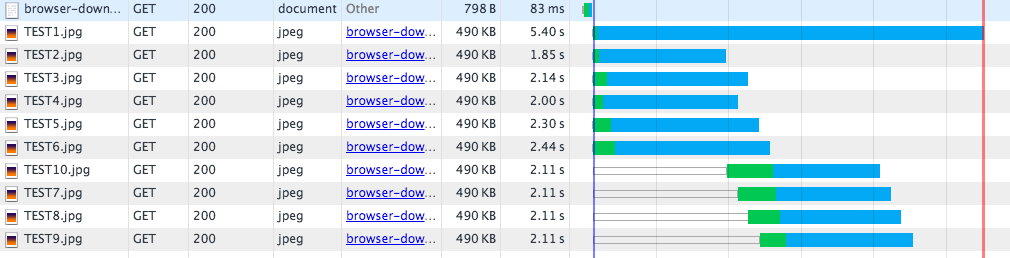 browser-down... GET 200 document Other 798 B 83 ms
TEST1.jpg GET 200 jpeg browser-dow... 490 KB 5.40 s
TEST2.jpg GET 200 jpeg browser-dow... 490 KB 1.85 s
TEST3.jpg GET 200 jpeg browser-dow... 490 KB 2.14 s
TEST4.jpg GET 200 jpeg browser-dow... 490 KB 2.00 s
TEST5.jpg GET 200 jpeg browser-dow... 490 KB 2.30 s
TEST6.jpg GET 200 jpeg browser-dow... 490 KB 2.44 s
TEST10.jpg GET 200 jpeg browser-dow... 490 KB 2.11 s
TEST7.jpg GET 200 jpeg browser-dow... 490 KB 2.11 s
TEST8.jpg GET 200 jpeg browser-dow... 490 KB 2.11 s
TEST9.jpg GET 200 jpeg browser-dow... 490 KB 2.11 s